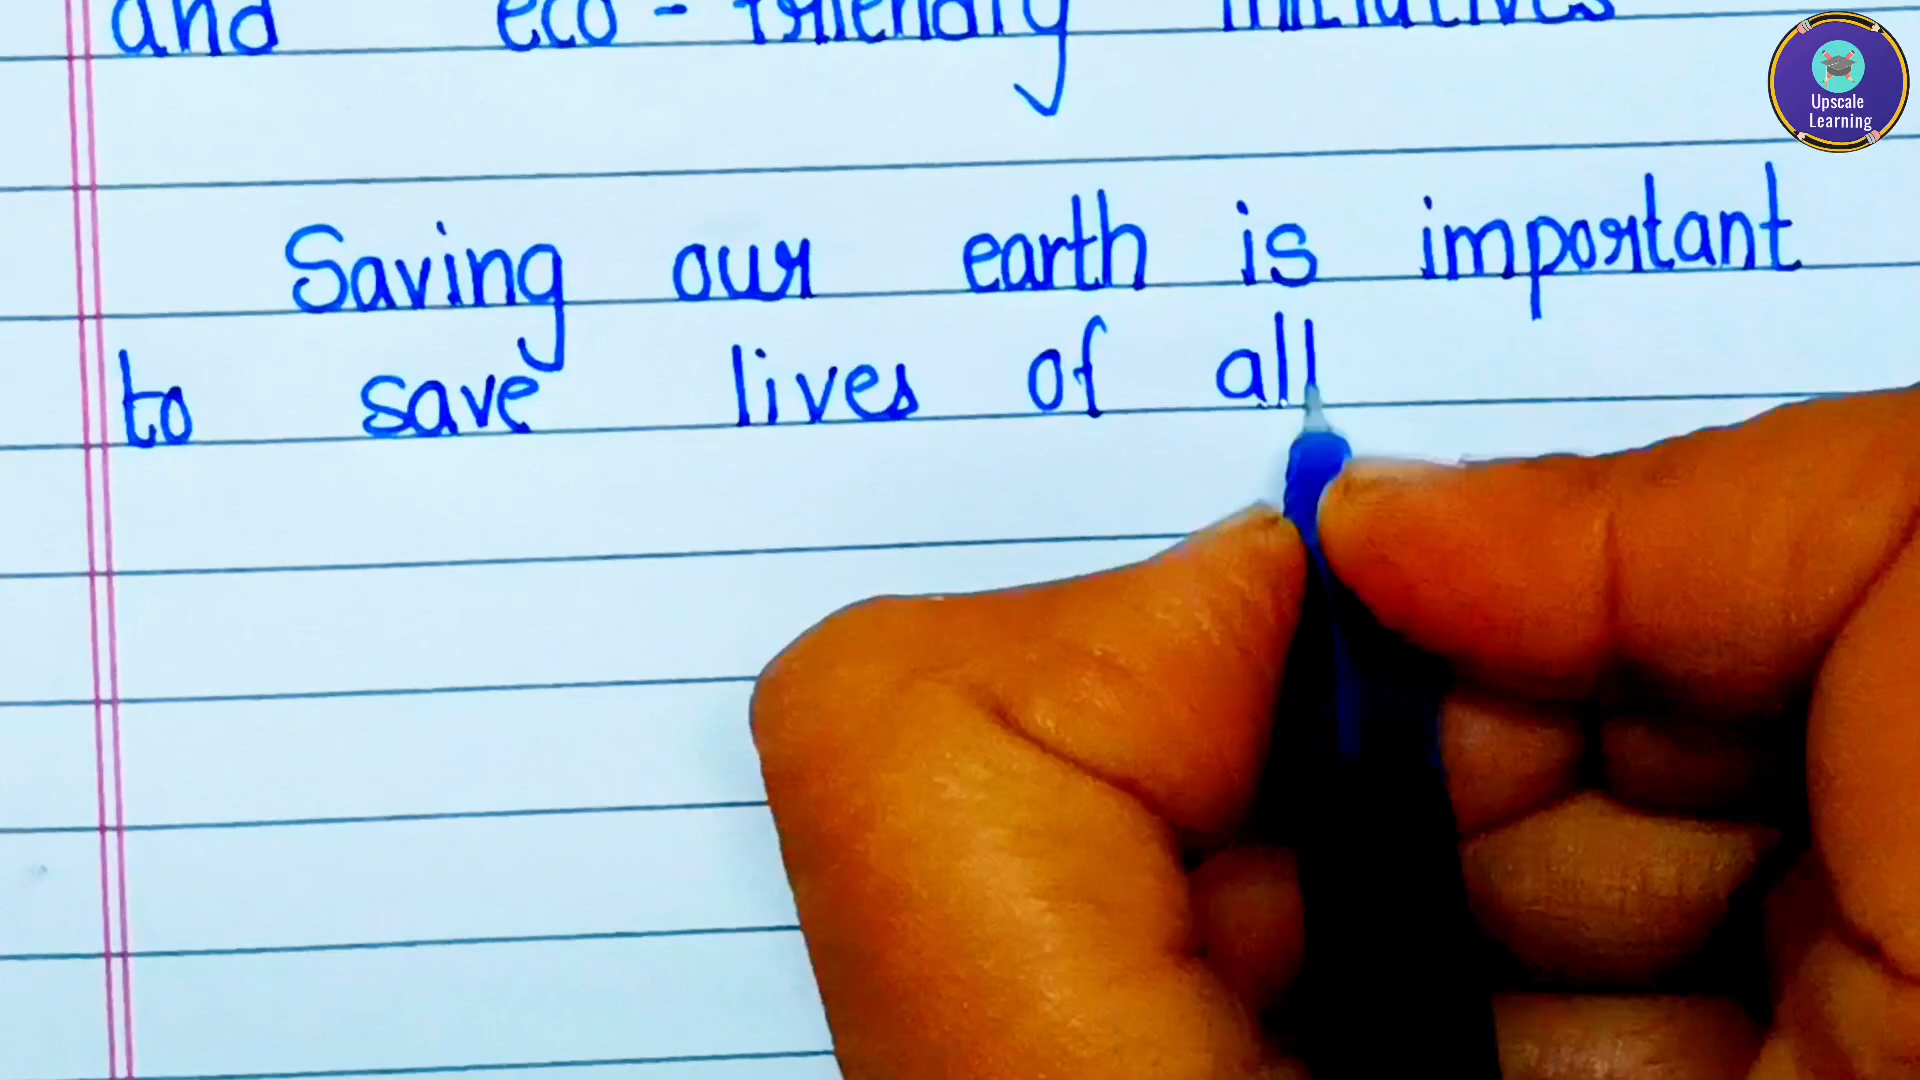 and eco-friendly initiatives
Saving our earth is important
to save lives of all
Upscale
Learning